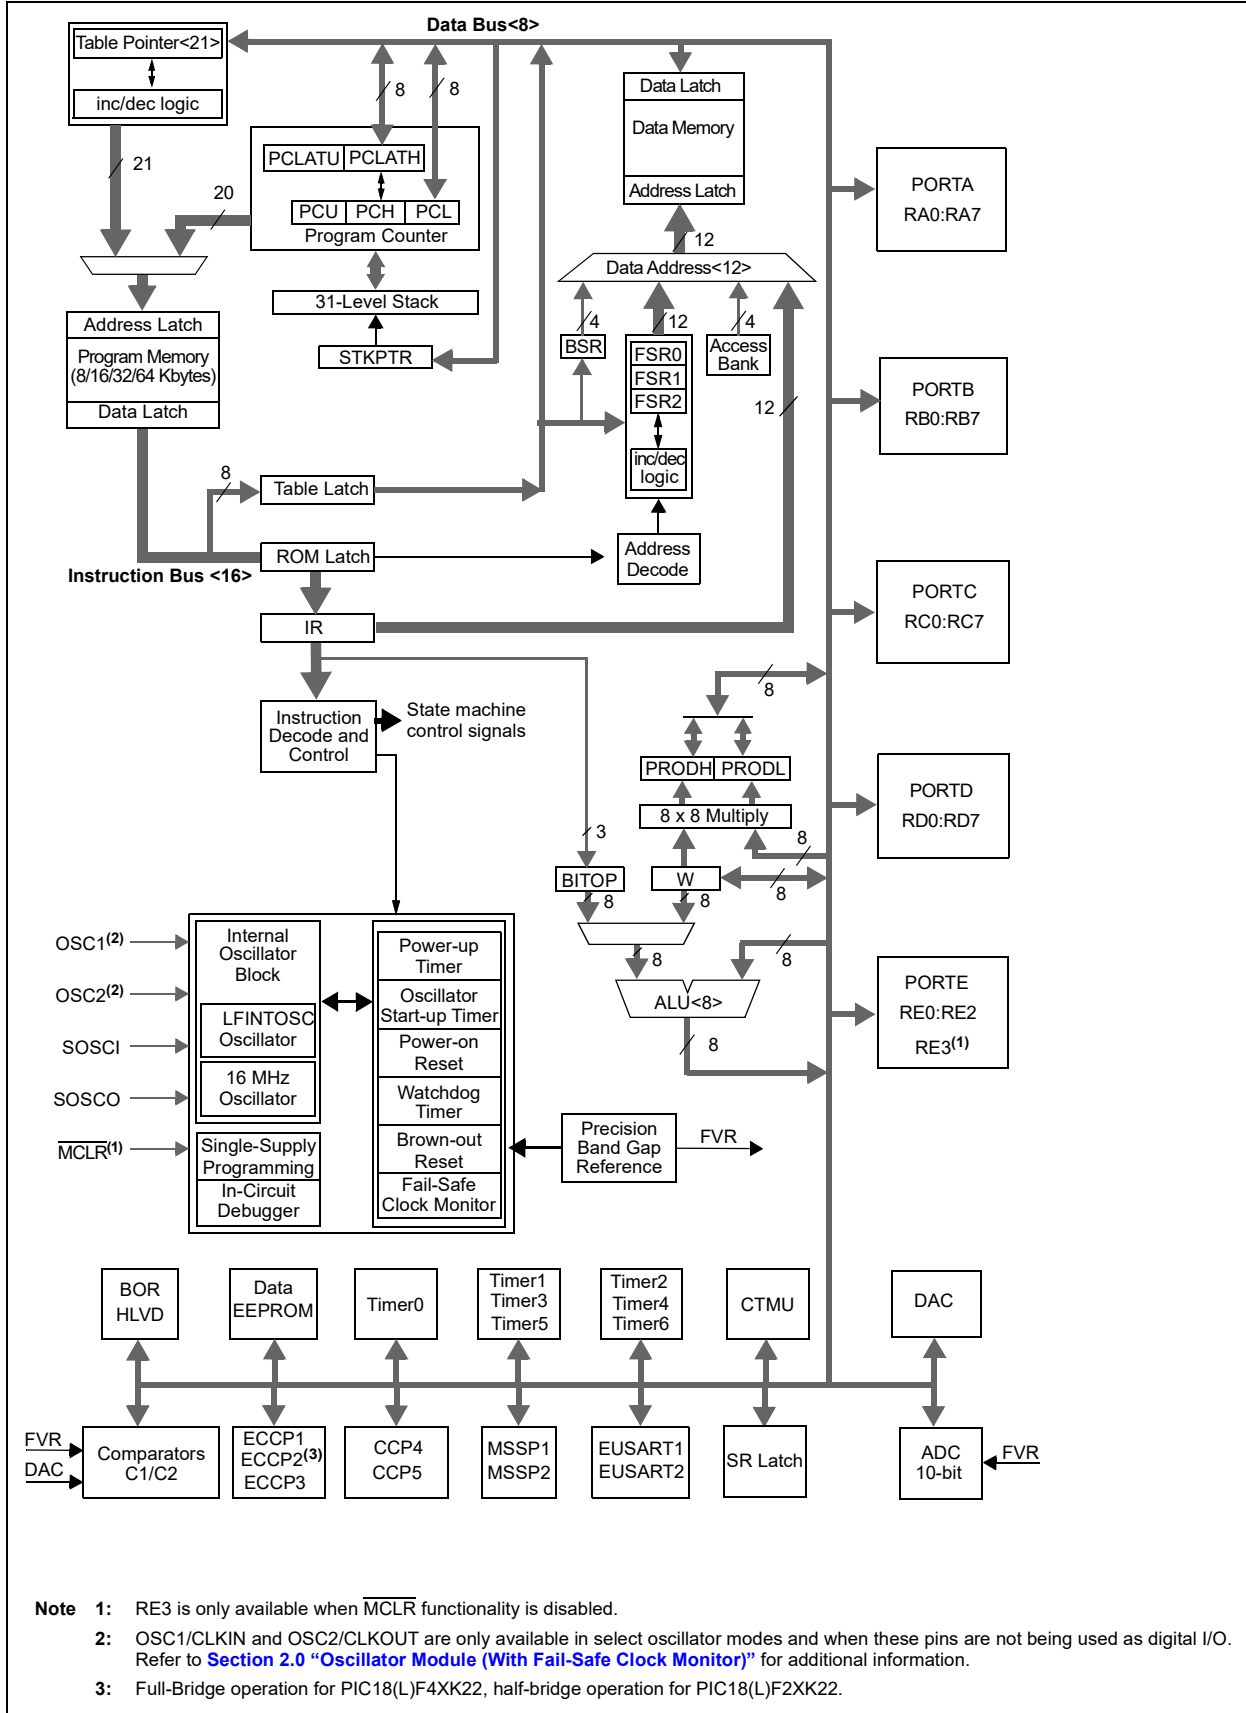 Data Bus<8>
Table Pointer<21>
inc/dec logic
21
20
8
8
PCLATU PCLATH
PCU PCH PCL
Program Counter
31-Level Stack
STKPTR
Data Latch
Data Memory
Address Latch
12
Data Address<12>
4
12
4
BSR
FSR0
FSR1
FSR2
inc/dec
logic
Access
Bank
12
Address
Decode
Address Latch
Program Memory
(8/16/32/64 Kbytes)
Data Latch
8
Table Latch
ROM Latch
Instruction Bus <16>
IR
Instruction
Decode and
Control
State machine
control signals
8
PRODH PRODL
8 x 8 Multiply
3
8
BITOP
W
8
8
8
8
8
ALU<8>
8
PORTA
RA0:RA7
PORTB
RB0:RB7
PORTC
RC0:RC7
PORTD
RD0:RD7
PORTE
RE0:RE2
RE3(1)
OSC1(2)
OSC2(2)
SOSCI
SOSCO
MCLR(1)
Internal
Oscillator
Block
LFINTOSC
Oscillator
16 MHz
Oscillator
Single-Supply
Programming
In-Circuit
Debugger
Power-up
Timer
Oscillator
Start-up Timer
Power-on
Reset
Watchdog
Timer
Brown-out
Reset
Fail-Safe
Clock Monitor
Precision
Band Gap
Reference
FVR
BOR
HLVD
Data
EEPROM
Timer0
Timer1
Timer3
Timer5
Timer2
Timer4
Timer6
CTMU
DAC
FVR
DAC
Comparators
C1/C2
ECCP1
ECCP2(3)
ECCP3
CCP4
CCP5
MSSP1
MSSP2
EUSART1
EUSART2
SR Latch
ADC
10-bit
FVR
Note 1: RE3 is only available when MCLR functionality is disabled.
2: OSC1/CLKIN and OSC2/CLKOUT are only available in select oscillator modes and when these pins are not being used as digital I/O.
Refer to Section 2.0 “Oscillator Module (With Fail-Safe Clock Monitor)” for additional information.
3: Full-Bridge operation for PIC18(L)F4XK22, half-bridge operation for PIC18(L)F2XK22.